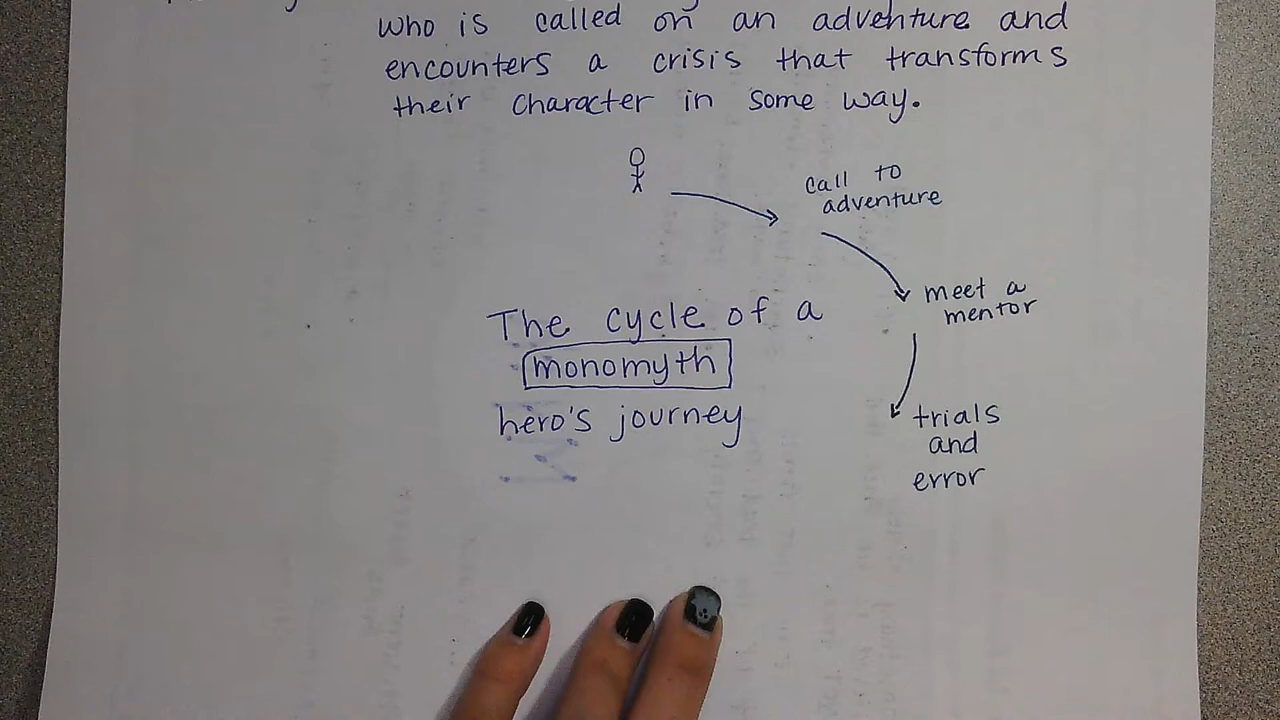 who is called on an adventure and
encounters a crisis that transforms
their character in some way.
call to
adventure
meet a
mentor
The cycle of a
monomyth
hero's journey
trials
and
error